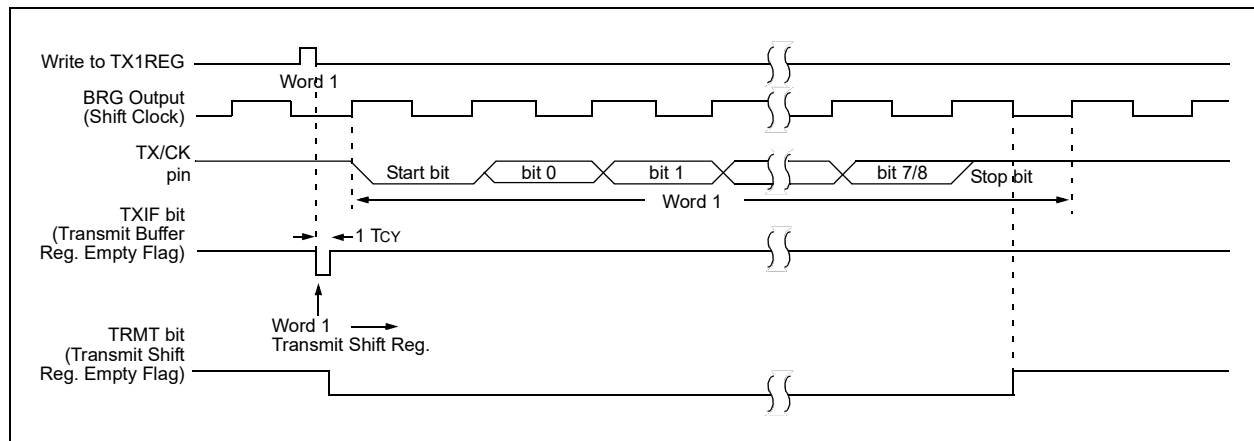 Write to TX1REG
Word 1
BRG Output
(Shift Clock)
TX/CK
pin
Start bit
bit 0
bit 1
bit 7/8
Stop bit
Word 1
TXIF bit
(Transmit Buffer
Reg. Empty Flag)
1 TCY
Word 1
Transmit Shift Reg.
TRMT bit
(Transmit Shift
Reg. Empty Flag)